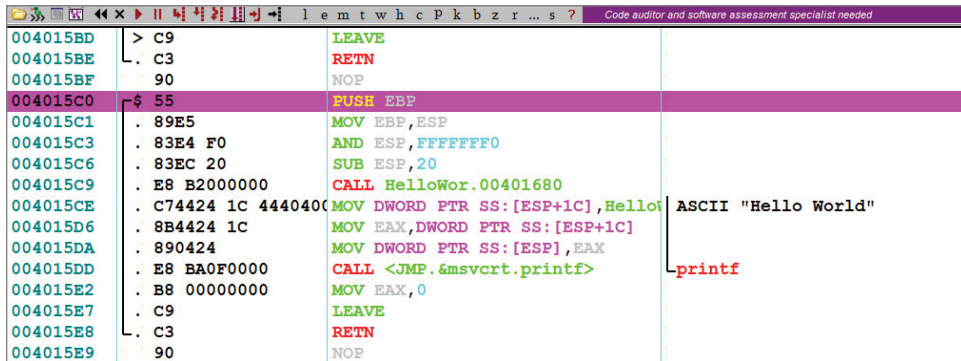 l e m t w h c P k b z r ... s ? Code auditor and software assessment specialist needed
004015BD > C9 LEAVE
004015BE . C3 RETN
004015BF 90 NOP
004015C0 $ 55 PUSH EBP
004015C1 . 89E5 MOV EBP,ESP
004015C3 . 83E4 F0 AND ESP,FFFFFFF0
004015C6 . 83EC 20 SUB ESP,20
004015C9 . E8 B2000000 CALL HelloWor.00401680
004015CE . C74424 1C 4440400 MOV DWORD PTR SS:[ESP+1C],Hello ASCII "Hello World"
004015D6 . 8B4424 1C MOV EAX,DWORD PTR SS:[ESP+1C]
004015DA . 890424 MOV DWORD PTR SS:[ESP],EAX
004015DD . E8 BA0F0000 CALL <JMP.&msvcrt.printf> printf
004015E2 . B8 00000000 MOV EAX,0
004015E7 . C9 LEAVE
004015E8 . C3 RETN
004015E9 90 NOP